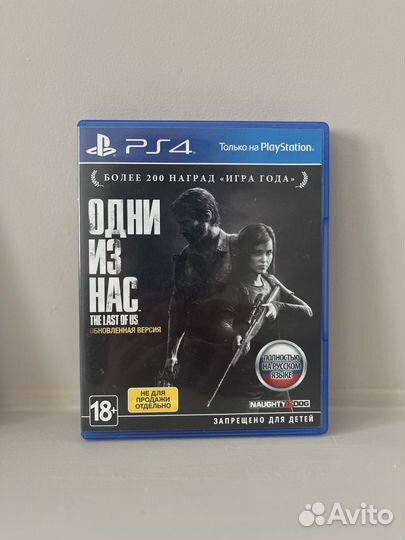 PS4
Только на PlayStation
БОЛЕЕ 200 НАГРАД «ИГРА ГОДА»
ОДНИ
ИЗ
НАС
THE LAST OF US
ОБНОВЛЕННАЯ ВЕРСИЯ
ПОЛНОСТЬЮ
НА РУССКОМ
ЯЗЫКЕ
НЕ ДЛЯ
ПРОДАЖИ
ОТДЕЛЬНО
18+
NAUGHTY DOG
ЗАПРЕЩЕНО ДЛЯ ДЕТЕЙ
Avito